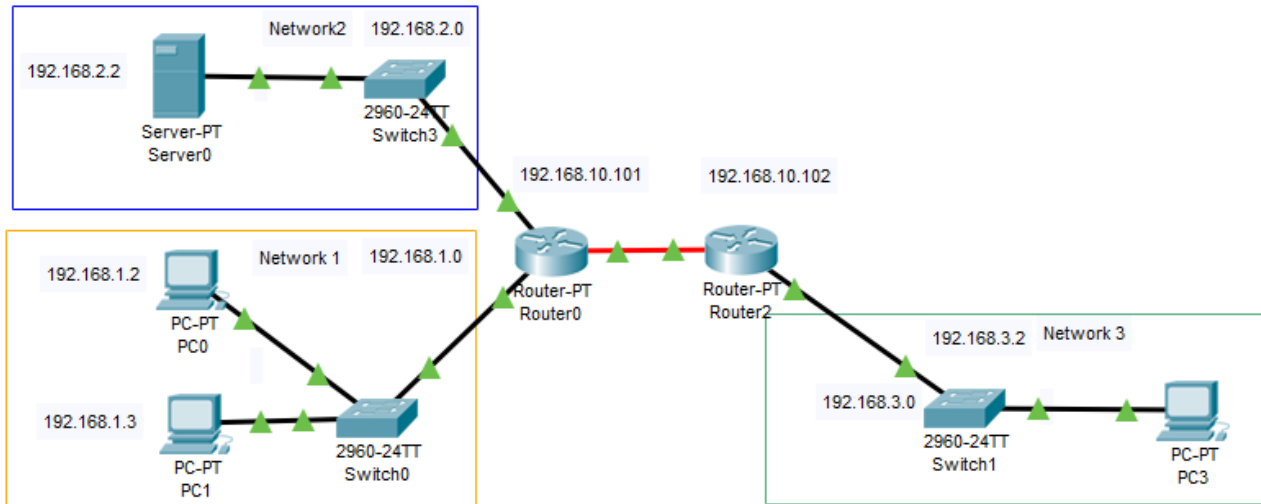 Network2
192.168.2.0
192.168.2.2
2960-24TT
Switch3
Server-PT
Server0
192.168.10.101
192.168.10.102
Network 1
192.168.1.0
192.168.1.2
PC-PT
PC0
Router-PT
Router0
Router-PT
Router2
192.168.1.3
PC-PT
PC1
2960-24TT
Switch0
192.168.3.2
Network 3
192.168.3.0
2960-24TT
Switch1
PC-PT
PC3